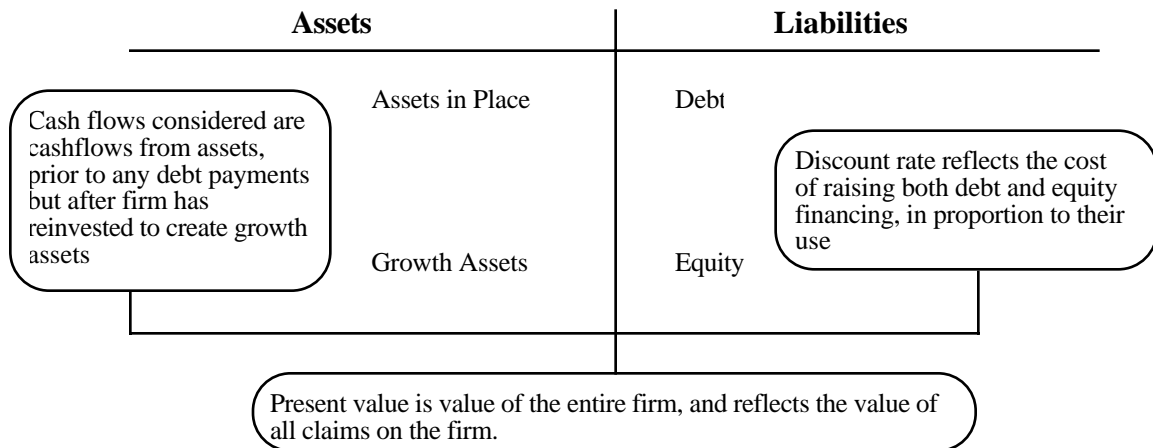 Assets
Liabilities
Assets in Place
Debt
Cash flows considered are
cashflows from assets,
prior to any debt payments
but after firm has
reinvested to create growth
assets
Discount rate reflects the cost
of raising both debt and equity
financing, in proportion to their
use
Growth Assets
Equity
Present value is value of the entire firm, and reflects the value of
all claims on the firm.